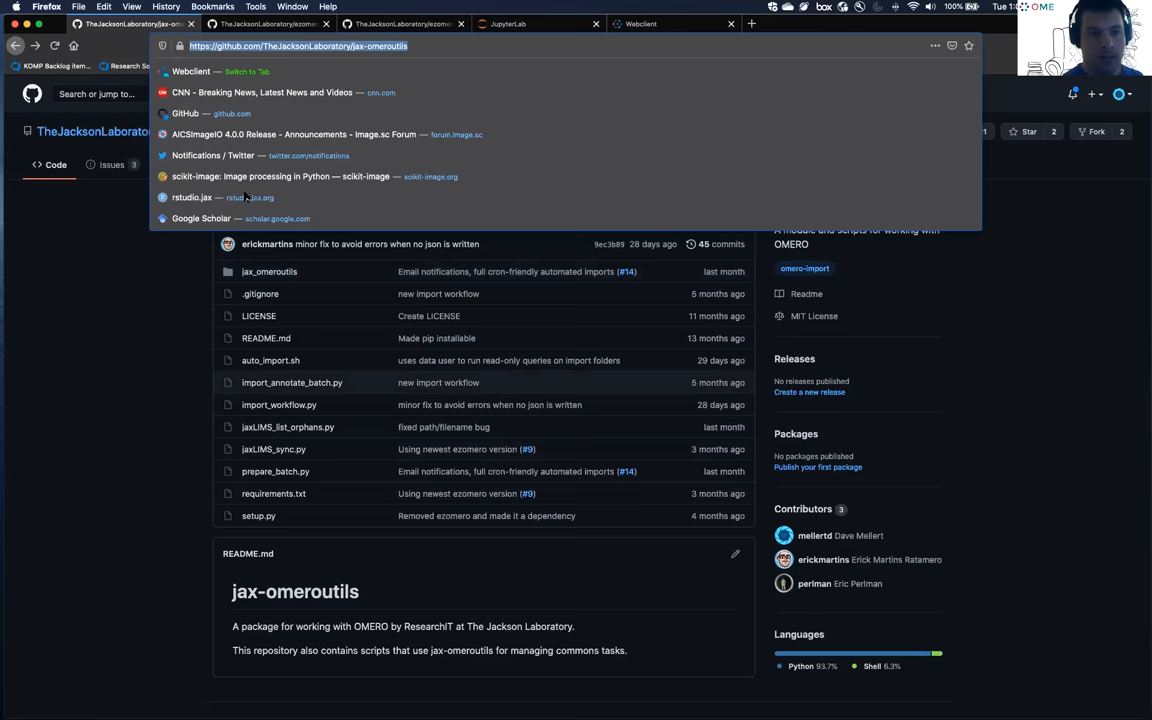 Firefox File Edit View History Bookmarks Tools Window Help
box 100% Tue 1:
OME
TheJacksonLaboratory/jax-ome
TheJacksonLaboratory/ezome
TheJacksonLaboratory/ezome
JupyterLab
Webclient
https://github.com/TheJacksonLaboratory/jax-omeroutils
KOMP Backlog item...
Research So
Webclient — Switch to Tab
CNN - Breaking News, Latest News and Videos — cnn.com
Search or jump to...
GitHub — github.com
TheJacksonLaborator
AICSImageIO 4.0.0 Release - Announcements - Image.sc Forum — forum.image.sc
1 Star 2 Fork 2
Notifications / Twitter — twitter.com/notifications
Code Issues 3
scikit-image: Image processing in Python — scikit-image — scikit-image.org
rstudio.jax — rstudio.jax.org
Google Scholar — scholar.google.com
A module and scripts for working with
OMERO
erickmartins minor fix to avoid errors when no json is written 9ec3b89 28 days ago 45 commits
omero-import
jax_omeroutils Email notifications, full cron-friendly automated imports (#14) last month
.gitignore new import workflow 5 months ago
Readme
LICENSE Create LICENSE 11 months ago
MIT License
README.md Made pip installable 13 months ago
auto_import.sh uses data user to run read-only queries on import folders 29 days ago
Releases
import_annotate_batch.py new import workflow 5 months ago
No releases published
Create a new release
import_workflow.py minor fix to avoid errors when no json is written 28 days ago
jaxLIMS_list_orphans.py fixed path/filename bug last month
Packages
jaxLIMS_sync.py Using newest ezomero version (#9) 3 months ago
No packages published
Publish your first package
prepare_batch.py Email notifications, full cron-friendly automated imports (#14) last month
requirements.txt Using newest ezomero version (#9) 3 months ago
Contributors 3
setup.py Removed ezomero and made it a dependency 4 months ago
mellertd Dave Mellert
erickmartins Erick Martins Ratamero
perlman Eric Perlman
README.md
jax-omeroutils
A package for working with OMERO by ResearchIT at The Jackson Laboratory.
This repository also contains scripts that use jax-omeroutils for managing commons tasks.
Languages
Python 93.7% Shell 6.3%